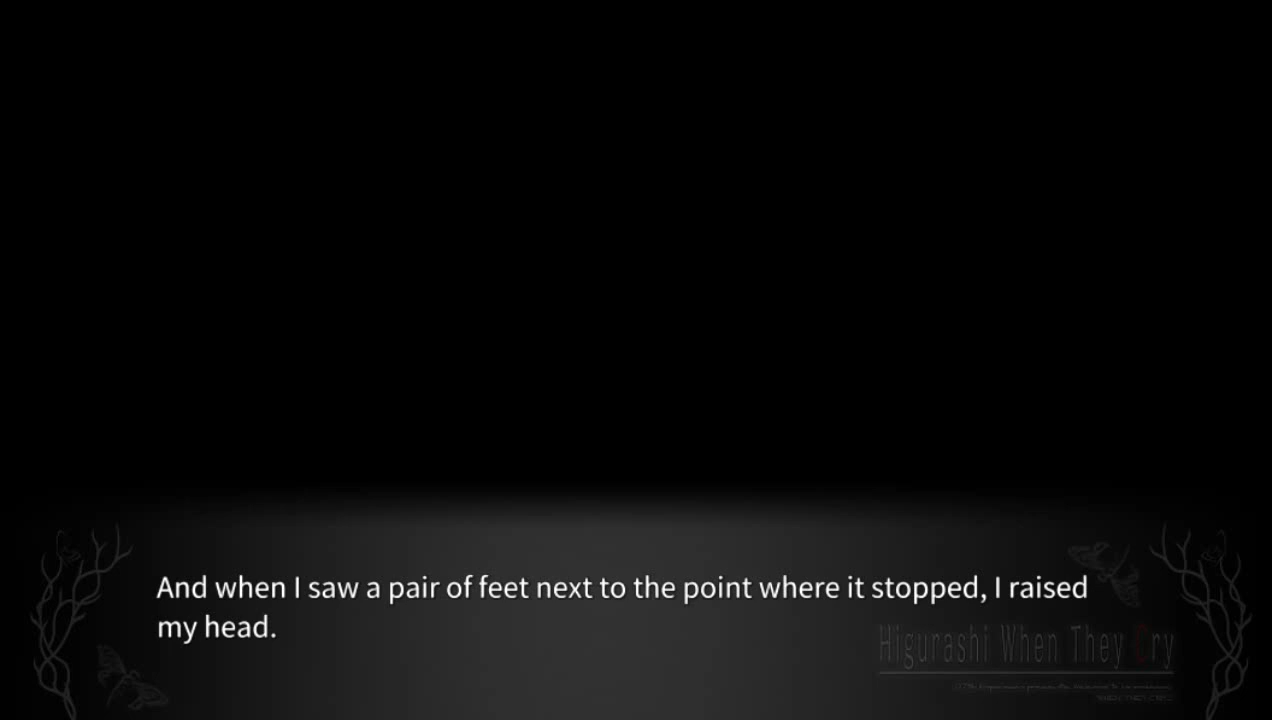 And when I saw a pair of feet next to the point where it stopped, I raised
my head.
Higurashi When They Cry